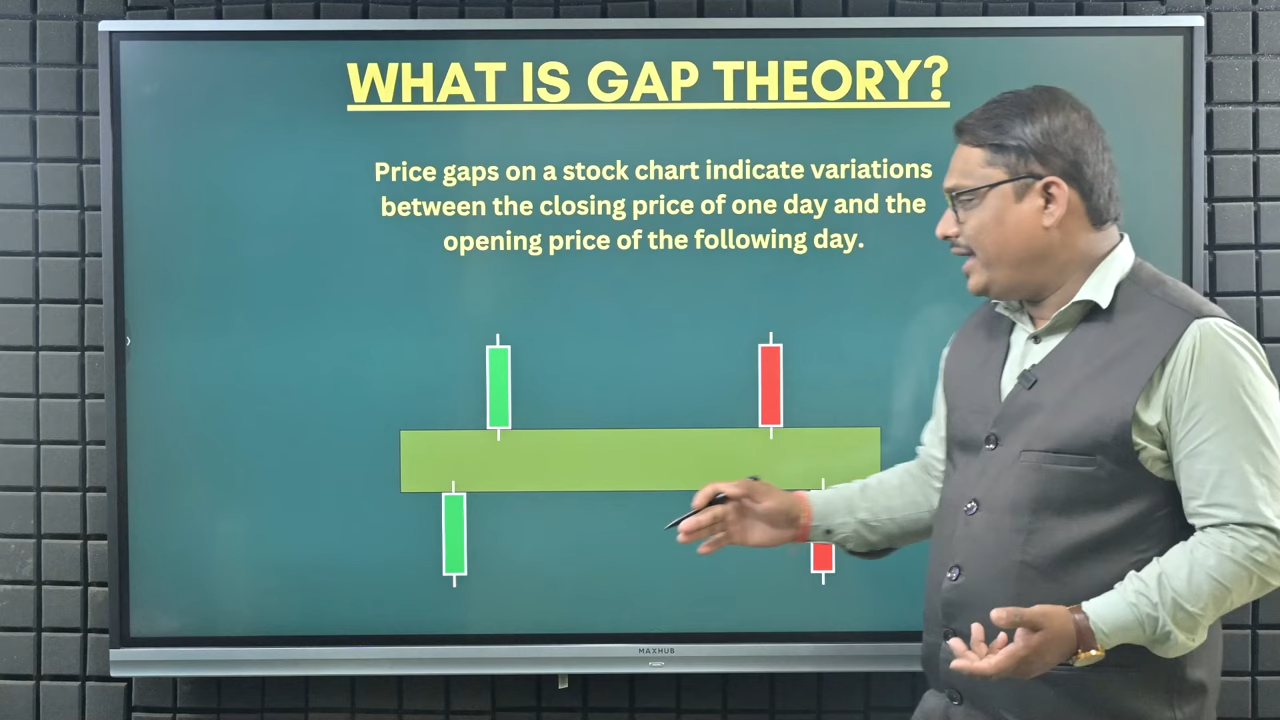 WHAT IS GAP THEORY?
Price gaps on a stock chart indicate variations
between the closing price of one day and the
opening price of the following day.
MAXHUB